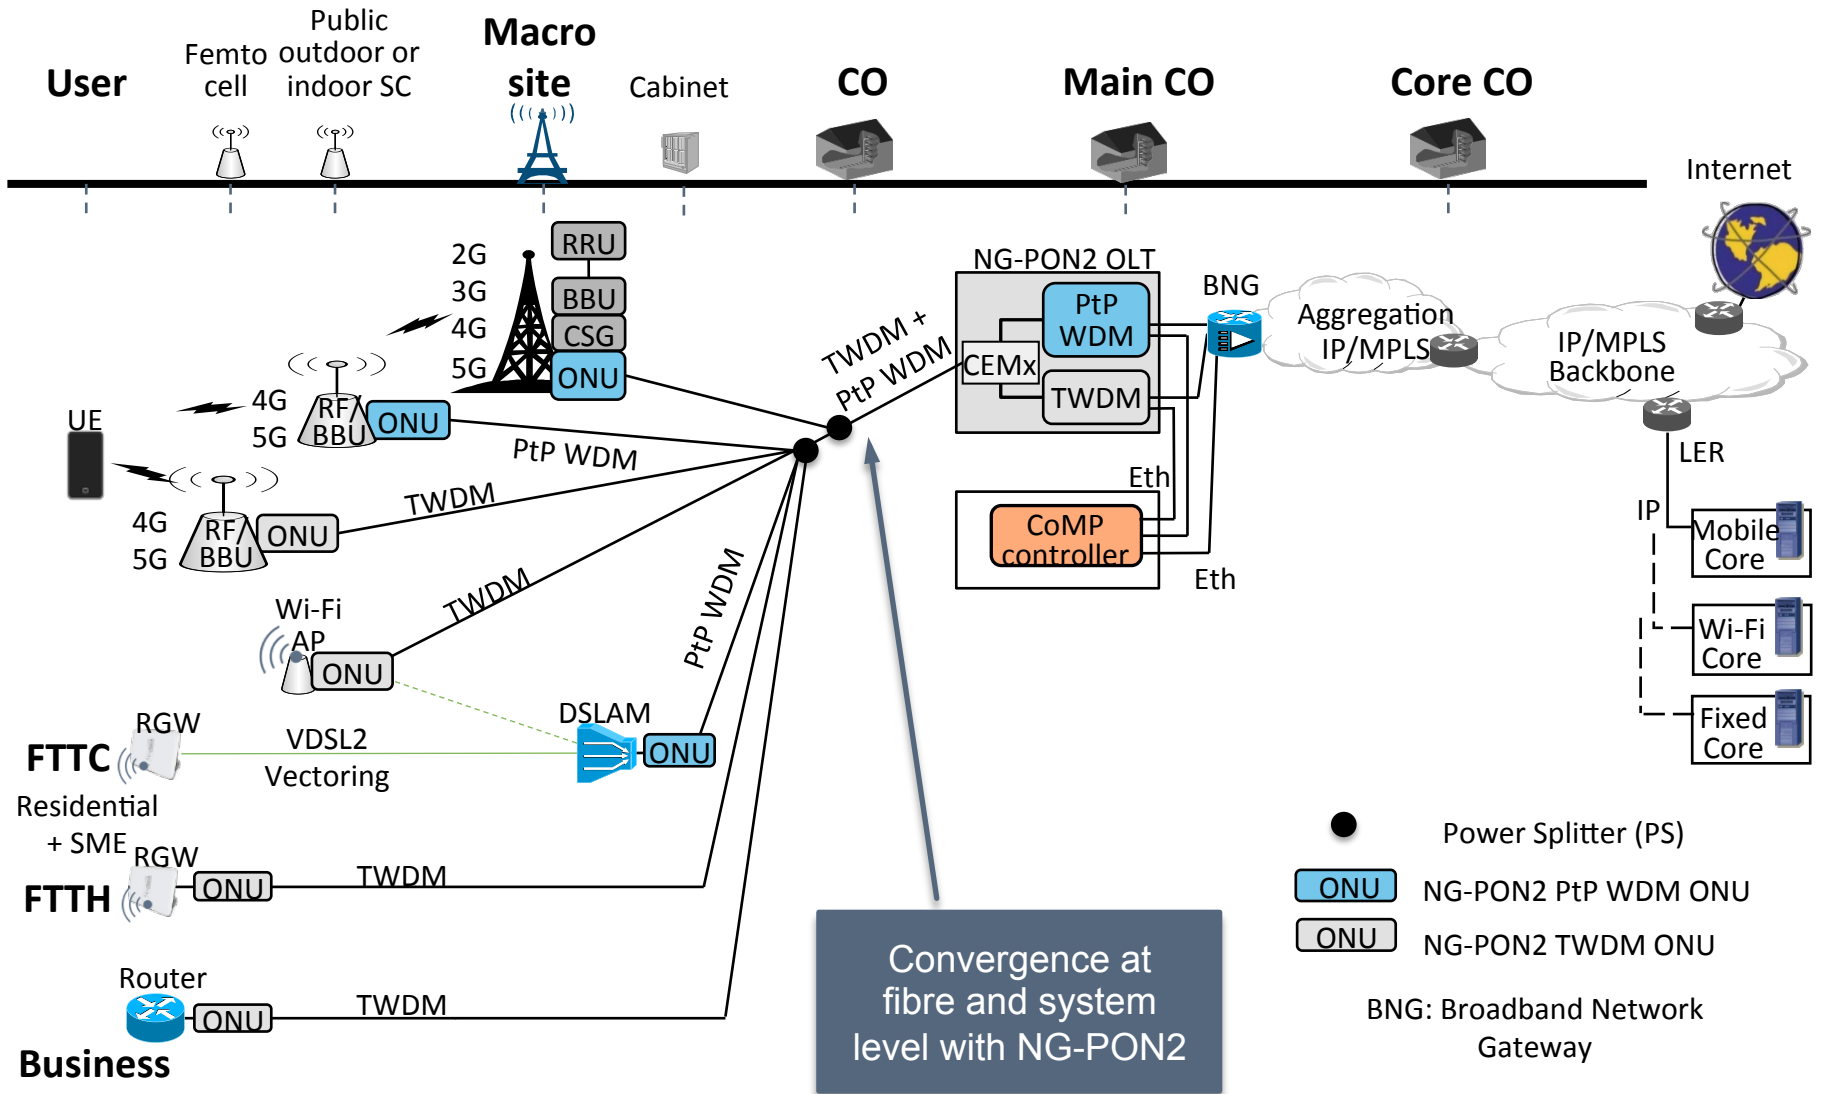 User
Femto
cell
Public
outdoor or
indoor SC
Macro
site
Cabinet
CO
Main CO
Core CO
Internet
2G
3G
4G
5G
RRU
BBU
CSG
ONU
4G
5G
RF/
BBU
ONU
UE
4G
5G
RF/
BBU
ONU
PtP WDM
TWDM
TWDM
PtP WDM
TWDM +
PtP WDM
NG-PON2 OLT
PtP
WDM
CEMx
TWDM
BNG
Aggregation
IP/MPLS
IP/MPLS
Backbone
LER
IP
Mobile
Core
Wi-Fi
Core
Fixed
Core
Eth
CoMP
controller
Eth
Wi-Fi
AP
ONU
DSLAM
ONU
RGW
FTTC
VDSL2
Vectoring
Residential
+ SME
RGW
FTTH
ONU
TWDM
Router
ONU
TWDM
Business
Convergence at
fibre and system
level with NG-PON2
Power Splitter (PS)
ONU
NG-PON2 PtP WDM ONU
ONU
NG-PON2 TWDM ONU
BNG: Broadband Network
Gateway